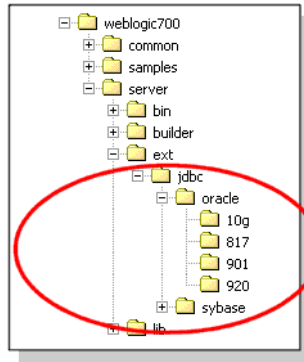 weblogic700
common
samples
server
bin
builder
ext
jdbc
oracle
10g
817
901
920
sybase
lib